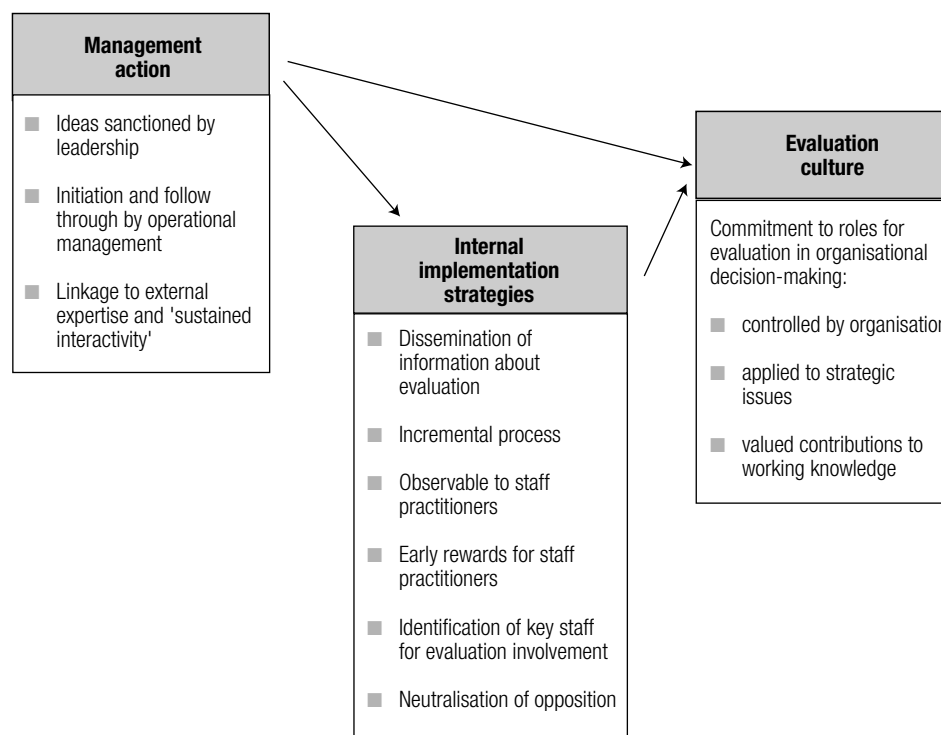 Management
action
Ideas sanctioned by
leadership
Initiation and follow
through by operational
management
Linkage to external
expertise and 'sustained
interactivity'
Internal
implementation
strategies
Dissemination of
information about
evaluation
Incremental process
Observable to staff
practitioners
Early rewards for staff
practitioners
Identification of key staff
for evaluation involvement
Neutralisation of opposition
Evaluation
culture
Commitment to roles for
evaluation in organisational
decision-making:
controlled by organisation
applied to strategic
issues
valued contributions to
working knowledge